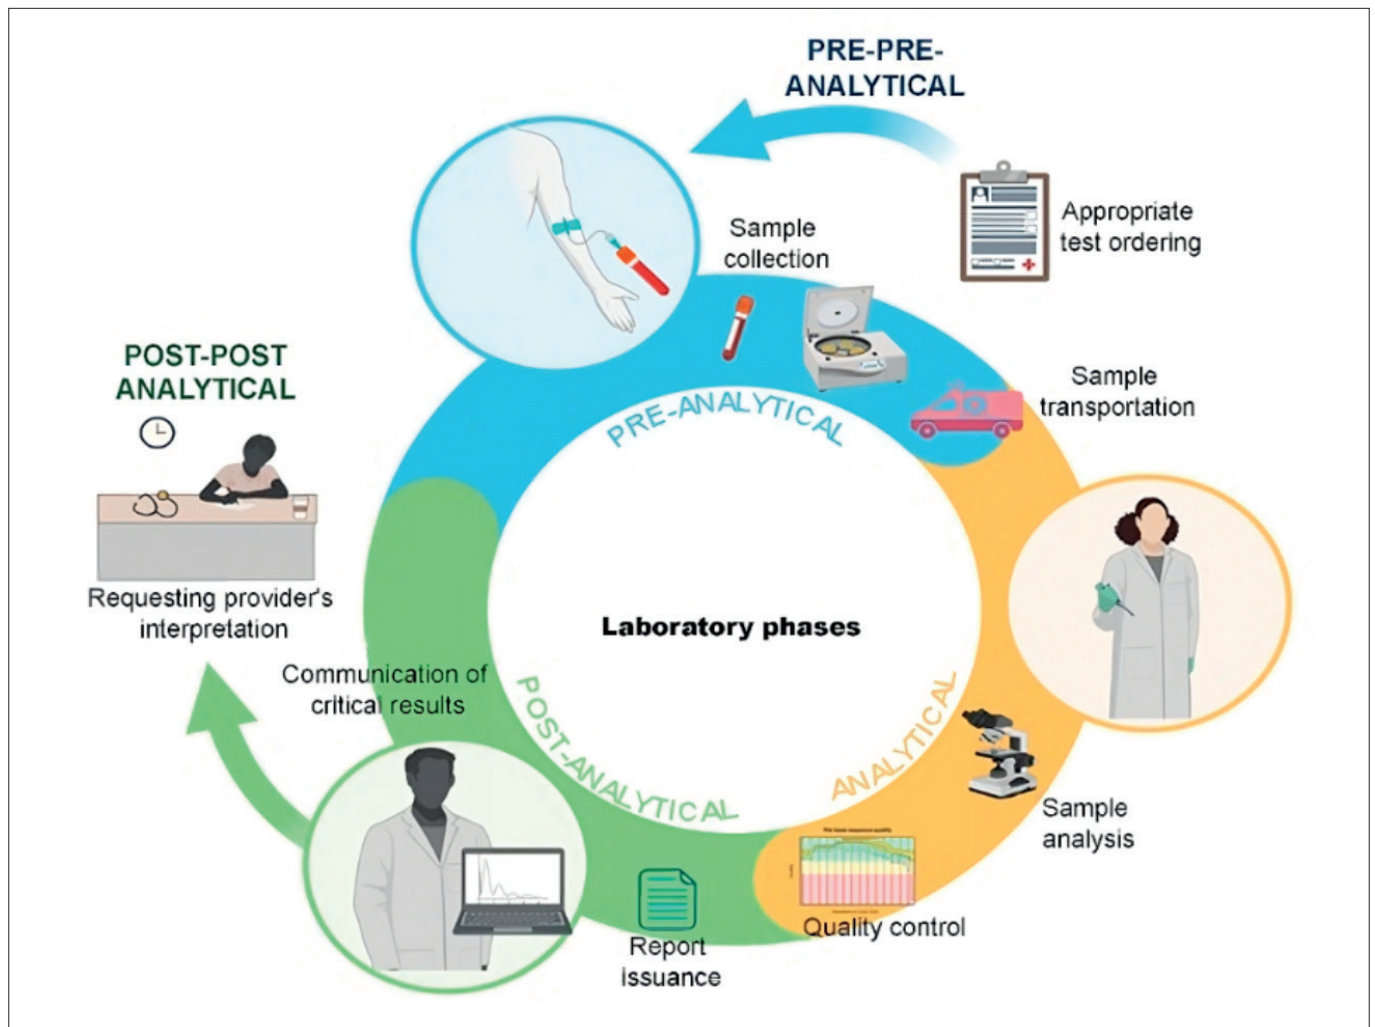 PRE-PRE-
ANALYTICAL
Appropriate
test ordering
Sample
collection
Sample
transportation
PRE-ANALYTICAL
POST-POST
ANALYTICAL
Requesting provider's
interpretation
Laboratory phases
Communication of
critical results
POST-ANALYTICAL
ANALYTICAL
Sample
analysis
Quality control
Report
issuance